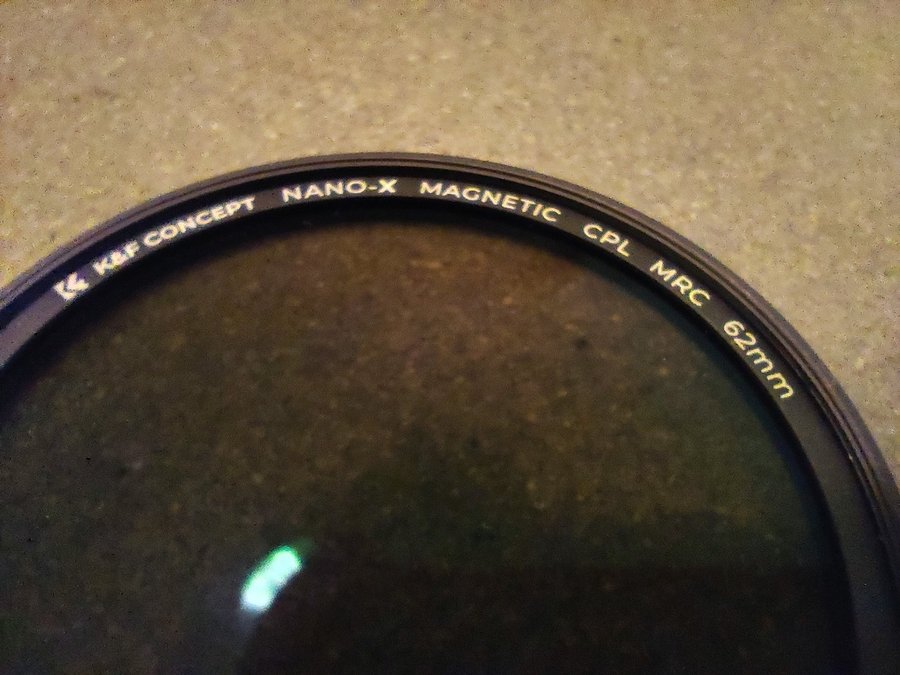 K&F CONCEPT NANO-X MAGNETIC CPL MRC 62mm